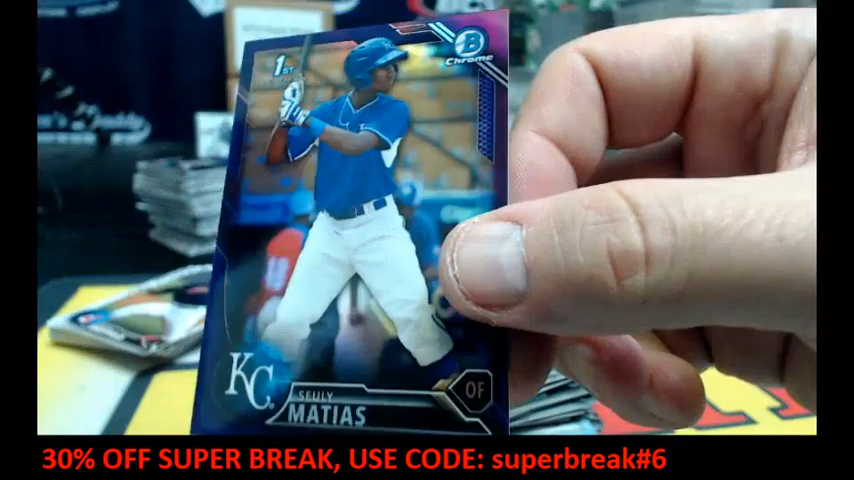 1ST
B
Chrome
KC
SEULY
MATIAS
OF
30% OFF SUPER BREAK, USE CODE: superbreak#6